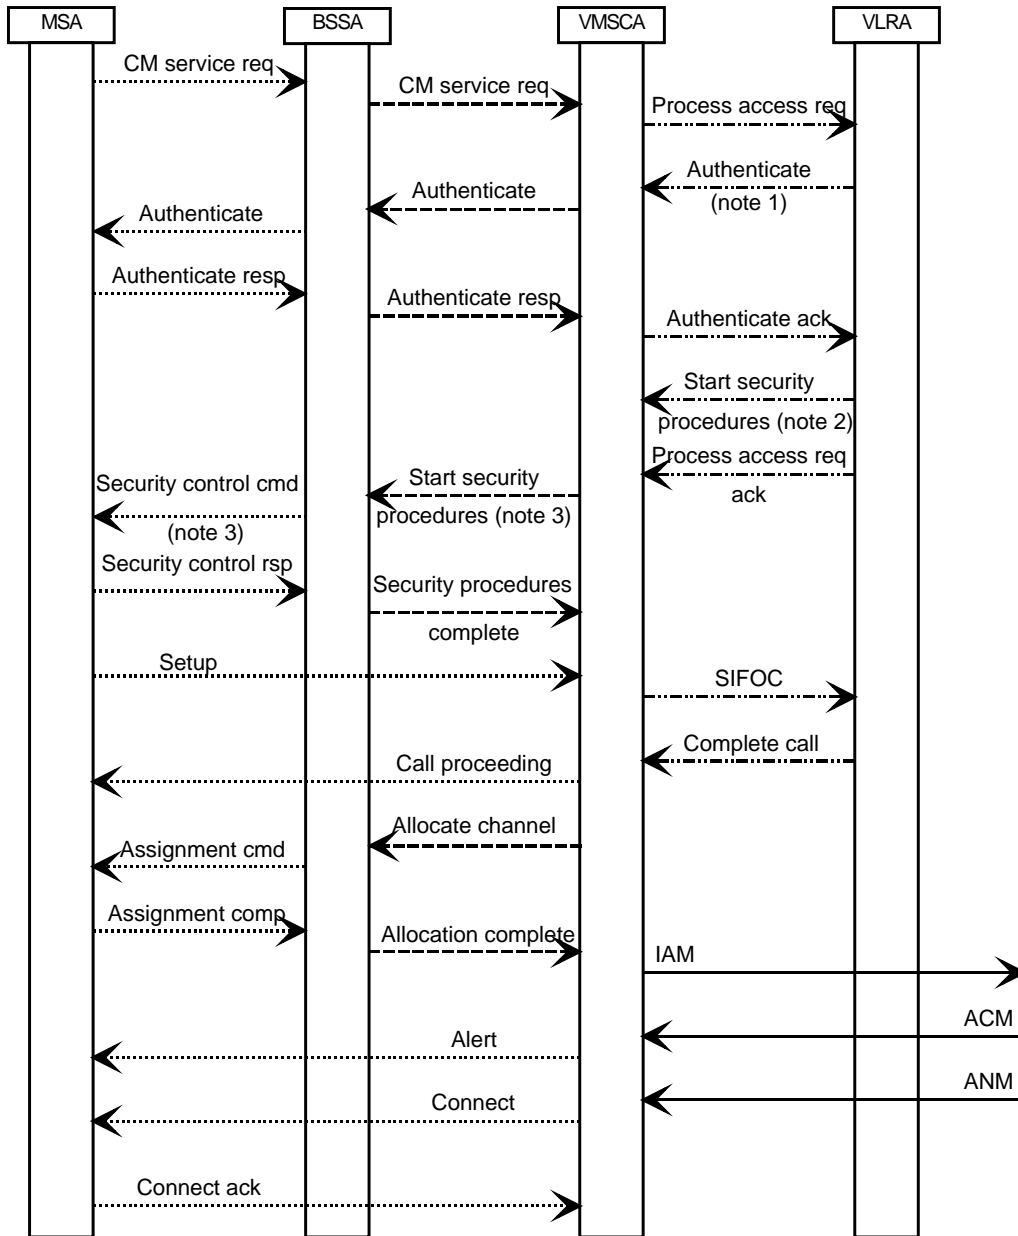 MSA
BSSA
VMSCA
VLRA
CM service req
CM service req
Process access req
Authenticate
(note 1)
Authenticate
Authenticate
Authenticate resp
Authenticate resp
Authenticate ack
Start security
procedures (note 2)
Process access req
ack
Start security
procedures (note 3)
Security control cmd
(note 3)
Security control rsp
Security procedures
complete
Setup
SIFOC
Complete call
Call proceeding
Allocate channel
Assignment cmd
Assignment comp
Allocation complete
IAM
ACM
Alert
ANM
Connect
Connect ack